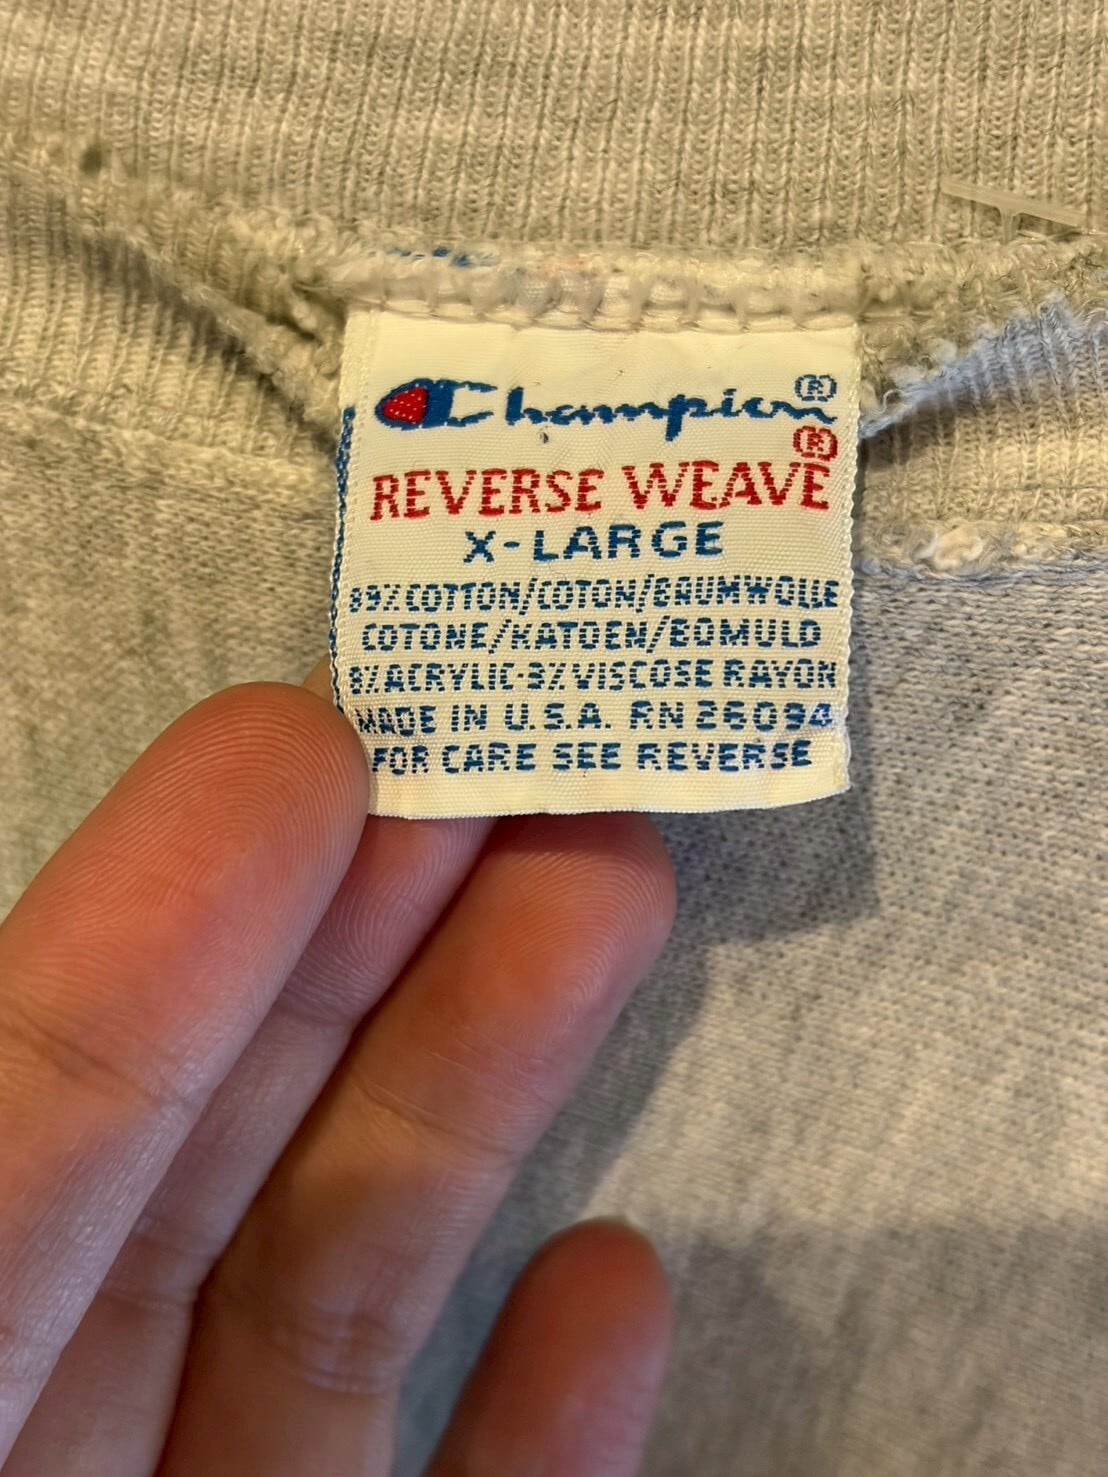 Champion®
®
REVERSE WEAVE
X-LARGE
89% COTTON/COTON/BAUMWOLLE
COTONE/KATOEN/BOMULD
8% ACRYLIC-3% VISCOSE RAYON
MADE IN U.S.A. RN 26094
FOR CARE SEE REVERSE